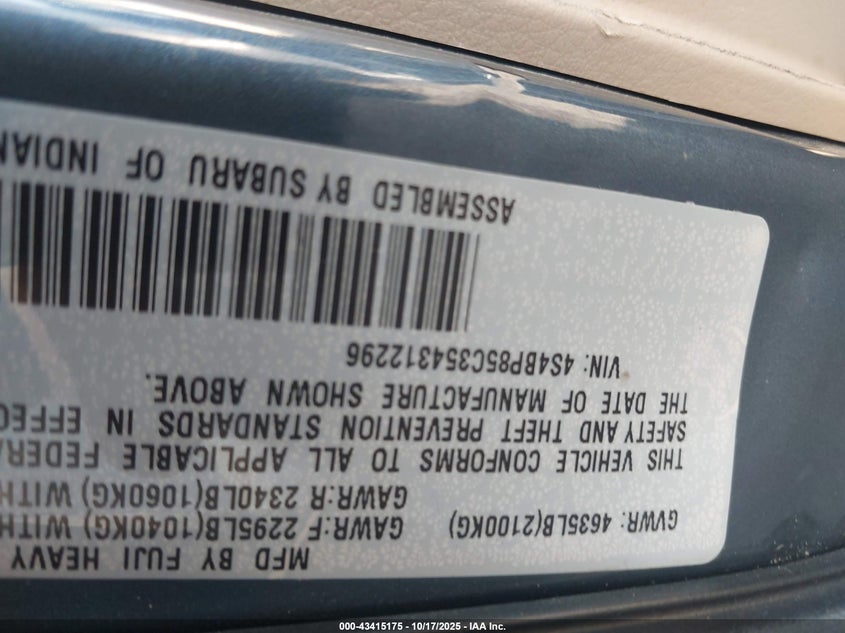 MFD BY FUJI HEAVY
GVWR: 4635LB(2100KG) GAWR:F 2295LB(1040KG) WITH
GAWR:R 2340LB(1060KG) WITH
THIS VEHICLE CONFORMS TO ALL APPLICABLE FEDERA
SAFETY AND THEFT PREVENTION STANDARDS IN EFFEC
THE DATE OF MANUFACTURE SHOWN ABOVE.
VIN: 4S4BP85C354312296
ASSEMBLED BY SUBARU OF INDIAN
000-43415175 - 10/17/2025 - IAA Inc.